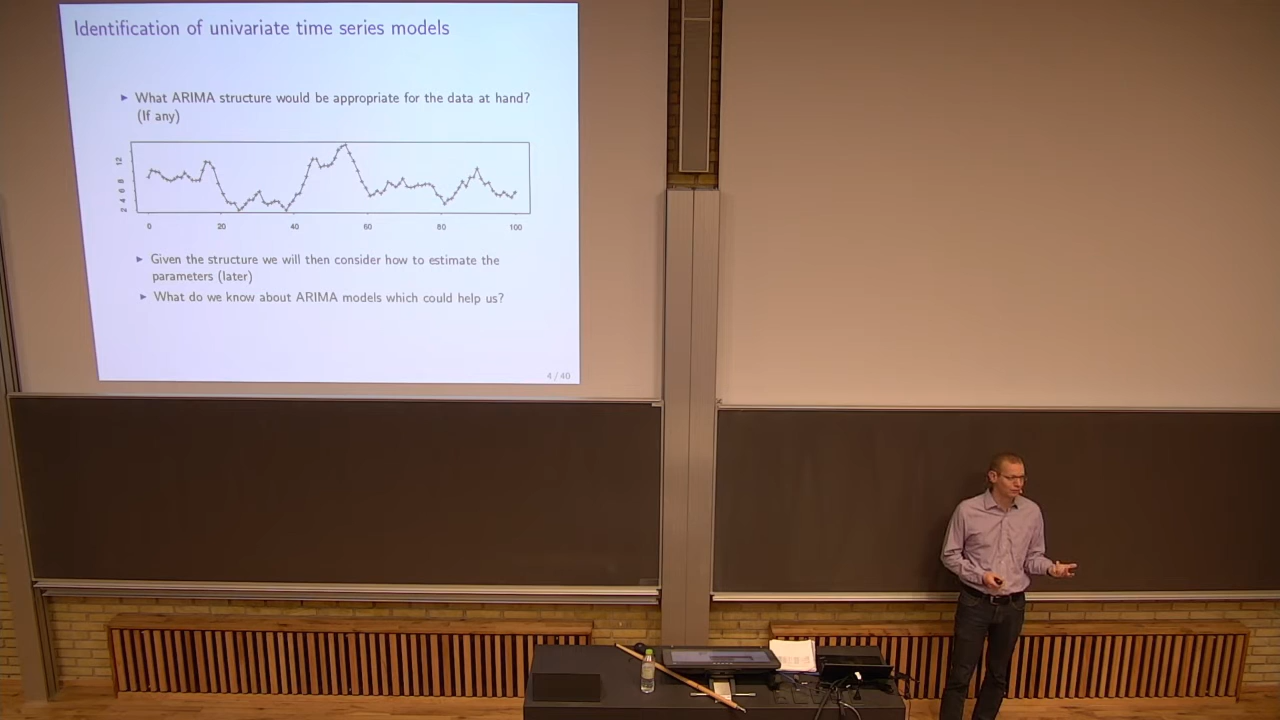 Identification of univariate time series models
▶ What ARIMA structure would be appropriate for the data at hand?
(If any)
2 4 6 8 12
0 20 40 60 80 100
▶ Given the structure we will then consider how to estimate the
parameters (later)
▶ What do we know about ARIMA models which could help us?
4 / 40